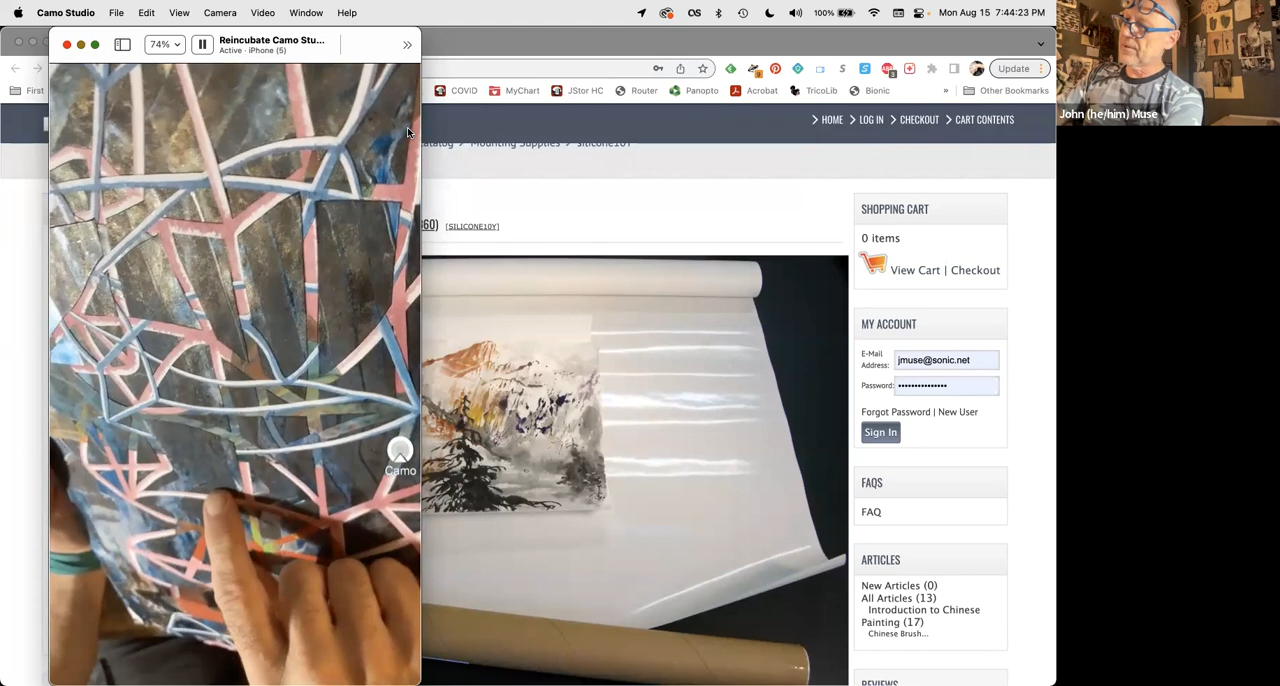 Camo Studio File Edit View Camera Video Window Help
100% Mon Aug 15 7:44:23 PM
74% Reincubate Camo Stu...
Active · iPhone (5)
Update
First
COVID MyChart JStor HC Router Panopto Acrobat TricoLib Bionic » Other Bookmarks
HOME LOG IN CHECKOUT CART CONTENTS
John (he/him) Muse
Mounting Supplies » silicone10y
[SILICONE10Y]
SHOPPING CART
0 items
View Cart | Checkout
MY ACCOUNT
E-Mail
Address: jmuse@sonic.net
Password: •••••••••••••••
Forgot Password | New User
Sign In
FAQS
FAQ
ARTICLES
New Articles (0)
All Articles (13)
Introduction to Chinese
Painting (17)
Chinese Brush...
REVIEWS
Camo